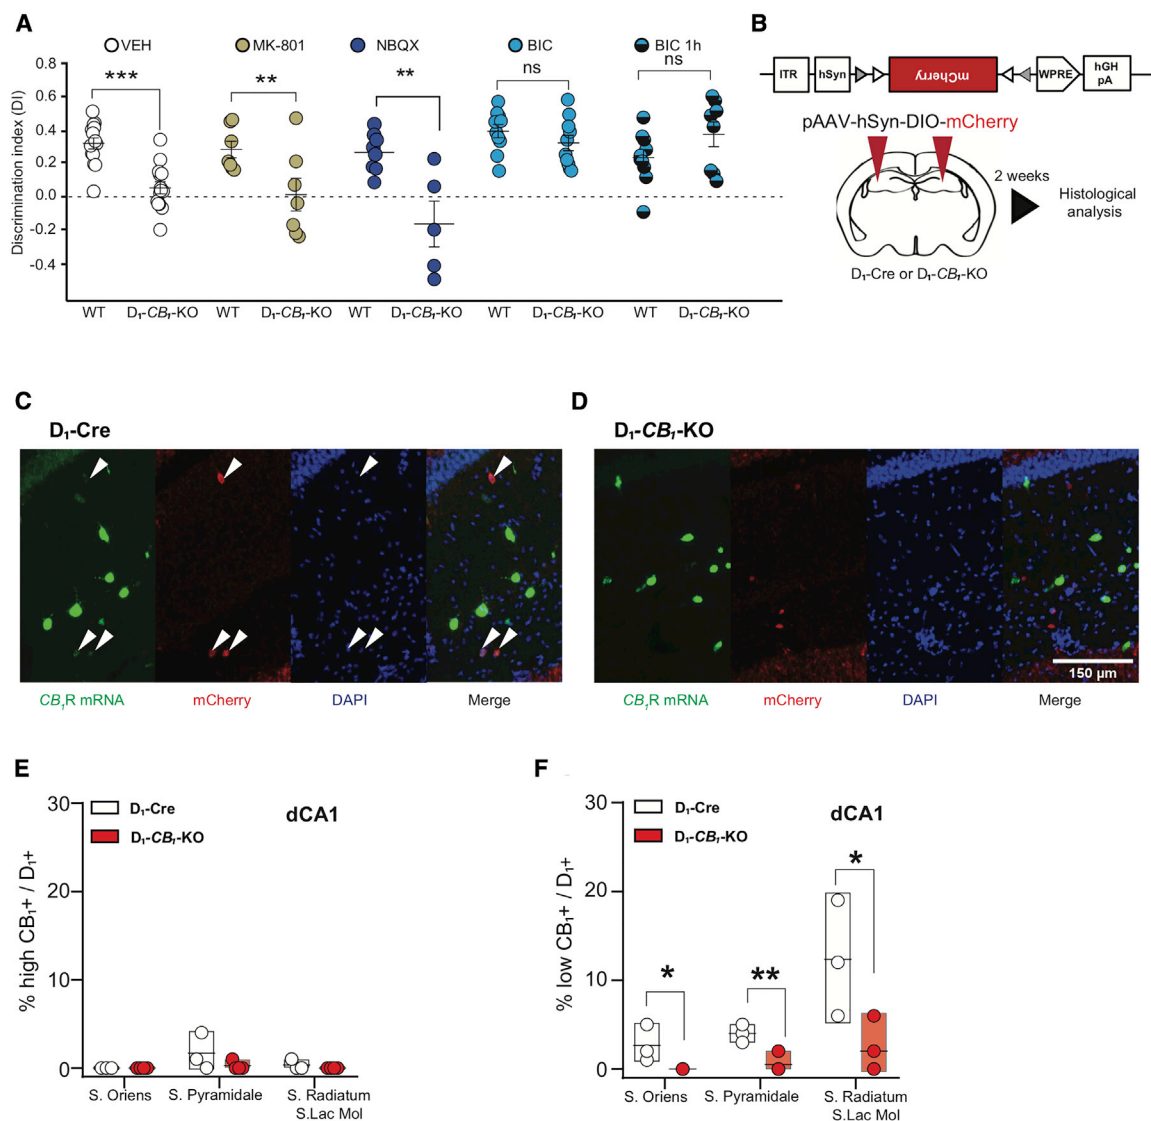 A
VEH MK-801 NBQX BIC BIC 1h
*** ** ** ns ns
Discrimination index (DI)
0.8
0.6
0.4
0.2
0.0
-0.2
-0.4
WT D₁-CB₁-KO WT D₁-CB₁-KO WT D₁-CB₁-KO WT D₁-CB₁-KO WT D₁-CB₁-KO
B
ITR hSyn mCherry WPRE hGH pA
pAAV-hSyn-DIO-mCherry
2 weeks
Histological
analysis
D₁-Cre or D₁-CB₁-KO
C
D₁-Cre
CB₁R mRNA mCherry DAPI Merge
D
D₁-CB₁-KO
150 µm
CB₁R mRNA mCherry DAPI Merge
E
D₁-Cre
D₁-CB₁-KO
dCA1
% high CB₁+ / D₁+
30
20
10
0
S. Oriens S. Pyramidale S. Radiatum
S.Lac Mol
F
D₁-Cre
D₁-CB₁-KO
dCA1
% low CB₁+ / D₁+
30
20
10
0
* ** *
S. Oriens S. Pyramidale S. Radiatum
S.Lac Mol